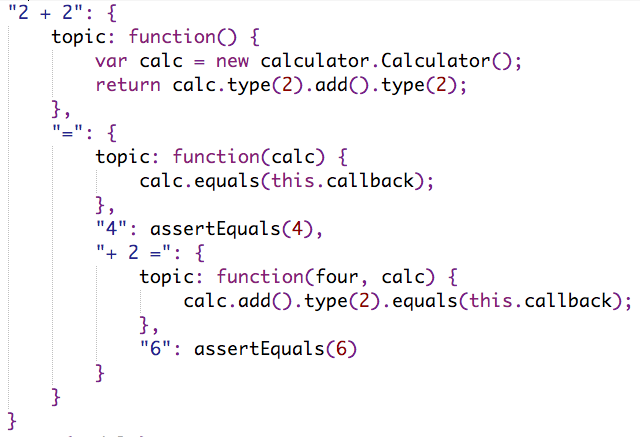 "2 + 2": {
topic: function() {
var calc = new calculator.Calculator();
return calc.type(2).add().type(2);
},
"=": {
topic: function(calc) {
calc.equals(this.callback);
},
"4": assertEquals(4),
"+ 2 =": {
topic: function(four, calc) {
calc.add().type(2).equals(this.callback);
},
"6": assertEquals(6)
}
}
}